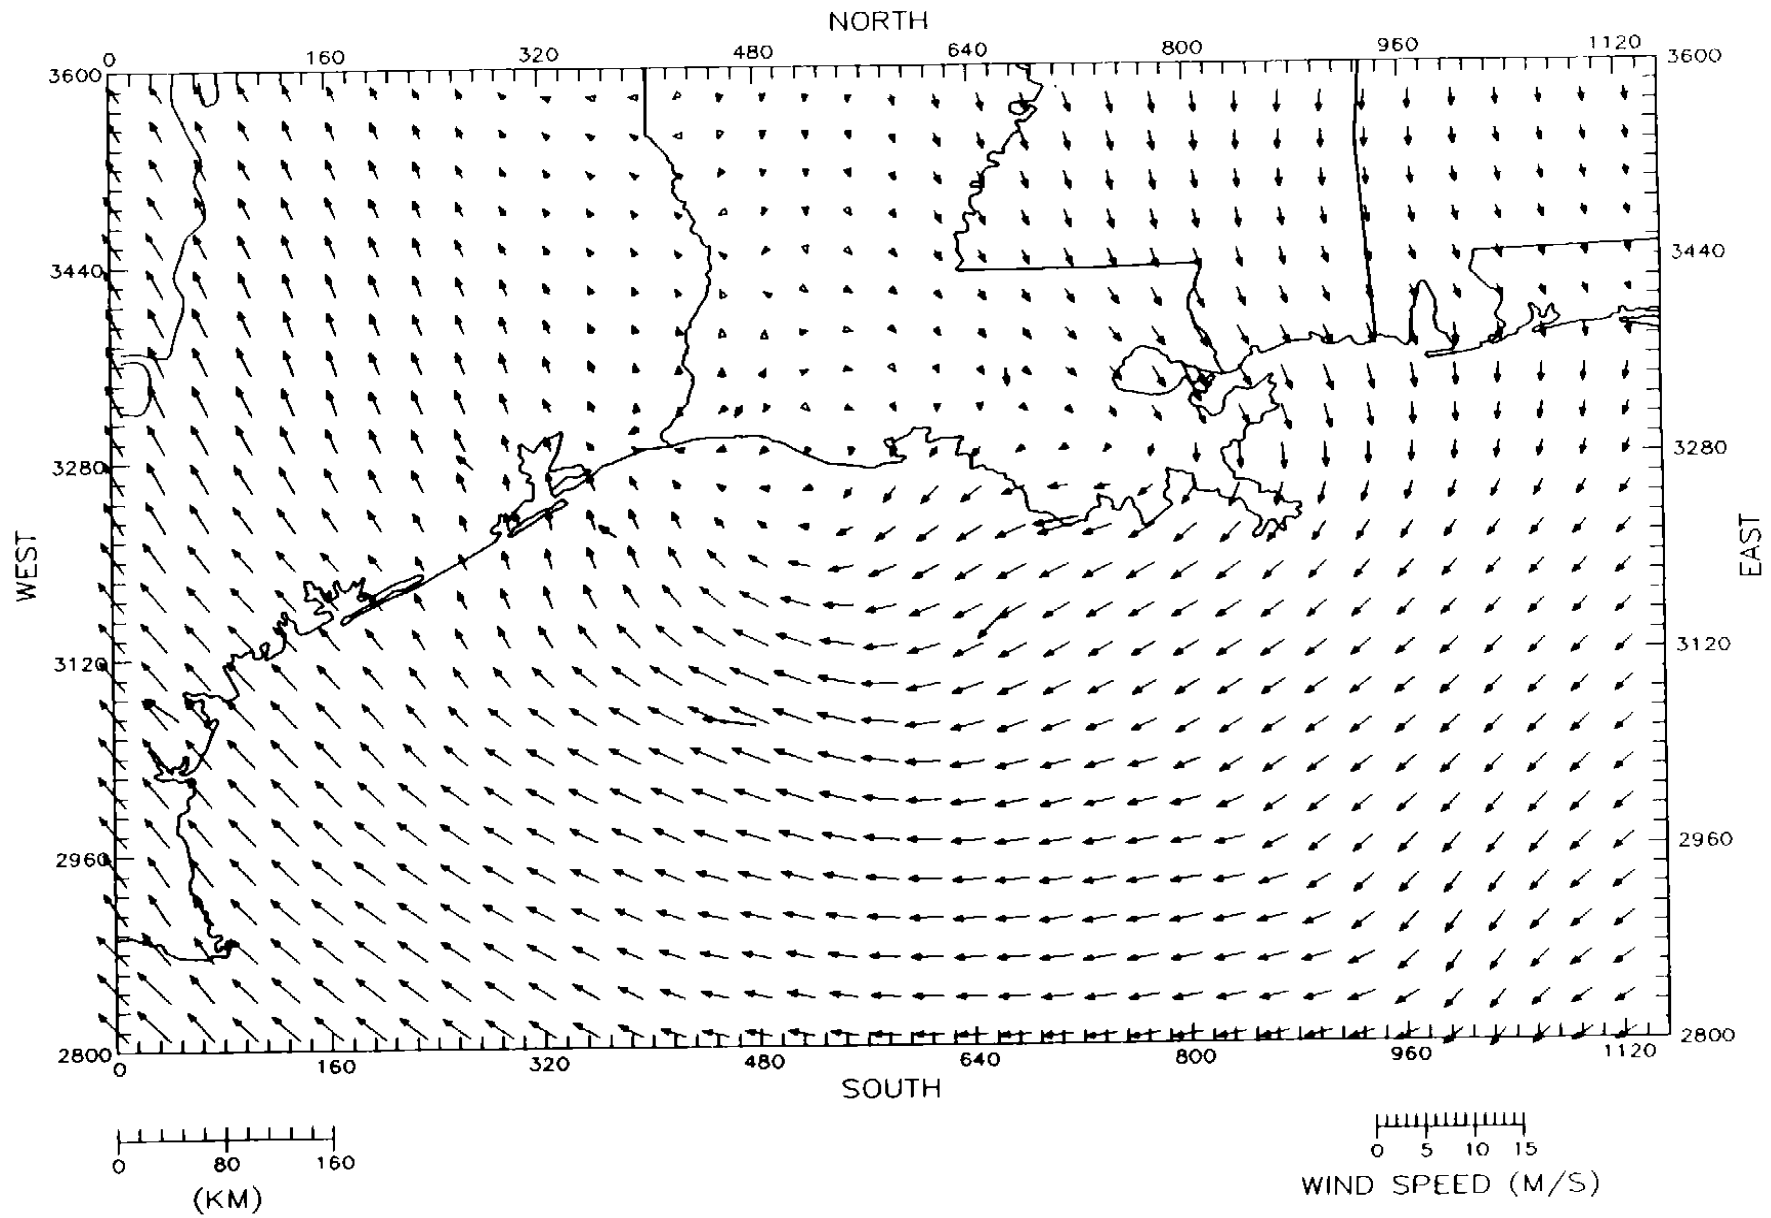 NORTH
0 160 320 480 640 800 960 1120
3600 3600
3440 3440
3280 3280
WEST EAST
3120 3120
2960 2960
2800 2800
0 160 320 480 640 800 960 1120
SOUTH
0 80 160
(KM)
0 5 10 15
WIND SPEED (M/S)